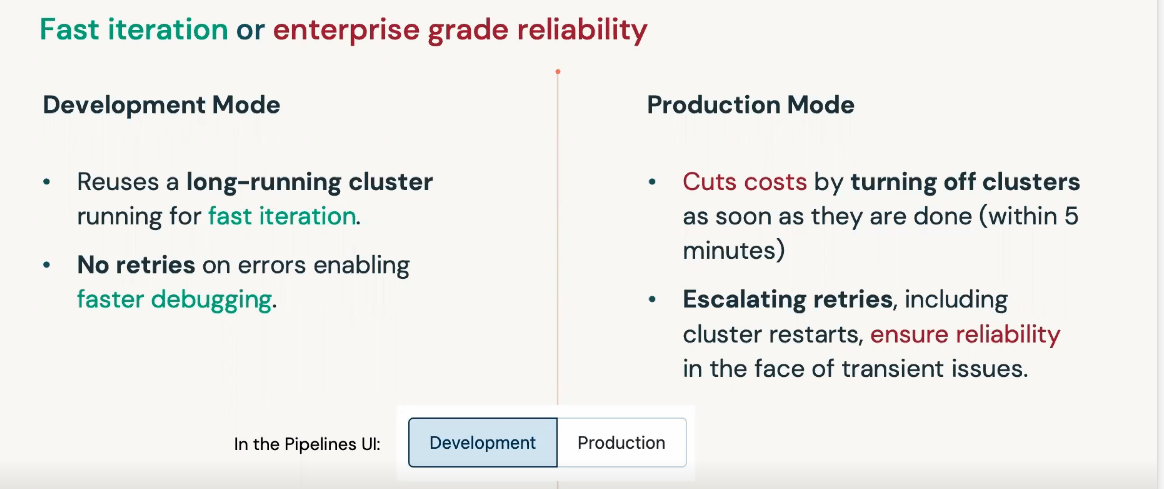 Fast iteration or enterprise grade reliability
Development Mode
• Reuses a long-running cluster
running for fast iteration.
• No retries on errors enabling
faster debugging.
Production Mode
• Cuts costs by turning off clusters
as soon as they are done (within 5
minutes)
• Escalating retries, including
cluster restarts, ensure reliability
in the face of transient issues.
In the Pipelines UI: Development Production